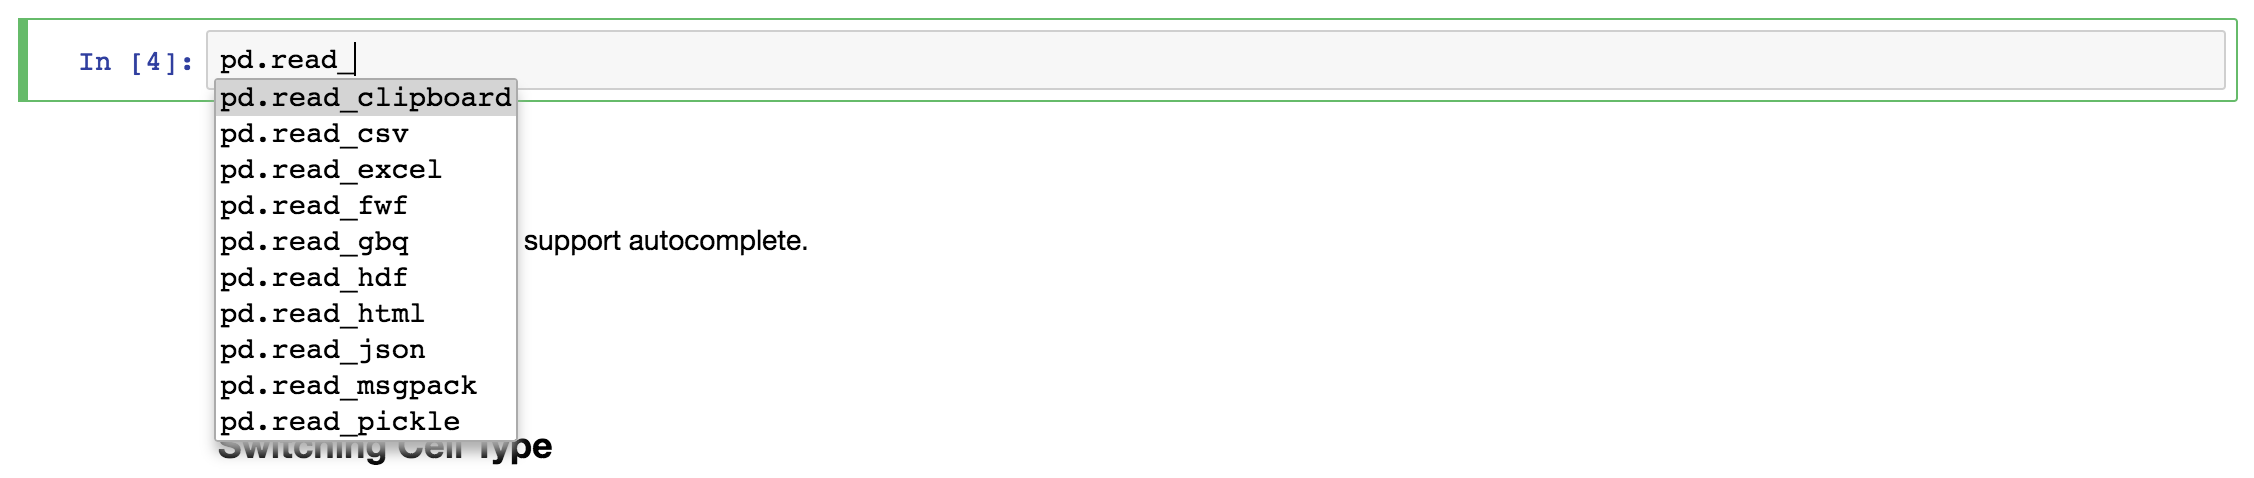 In [4]: pd.read_
pd.read_clipboard
pd.read_csv
pd.read_excel
pd.read_fwf
pd.read_gbq
support autocomplete.
pd.read_hdf
pd.read_html
pd.read_json
pd.read_msgpack
pd.read_pickle
Switching Cell Type